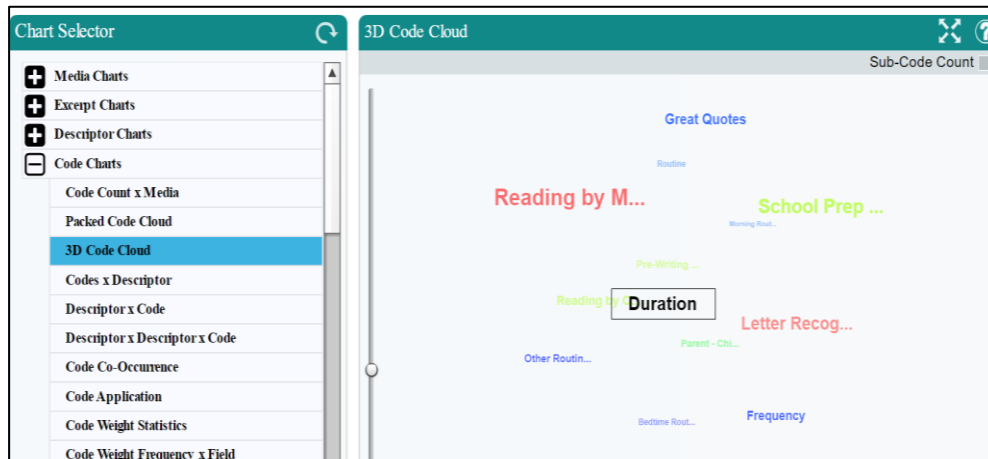 Chart Selector
Media Charts
Excerpt Charts
Descriptor Charts
Code Charts
Code Count x Media
Packed Code Cloud
3D Code Cloud
Codes x Descriptor
Descriptor x Code
Descriptor x Descriptor x Code
Code Co-Occurrence
Code Application
Code Weight Statistics
Code Weight Frequency x Field
3D Code Cloud
?
Sub-Code Count
Great Quotes
Routine
Reading by M...
School Prep ...
Morning Rout...
Pre-Writing ...
Reading by
Duration
Letter Recog...
Parent - Chi...
Other Routin...
Frequency
Bedtime Rout...